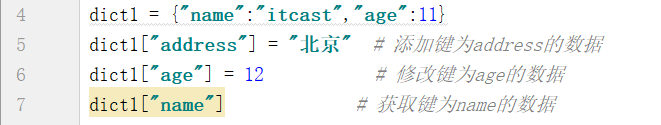 4 dict1 = {"name":"itcast","age":11}
5 dict1["address"] = "北京" # 添加键为address的数据
6 dict1["age"] = 12 # 修改键为age的数据
7 dict1["name"] # 获取键为name的数据